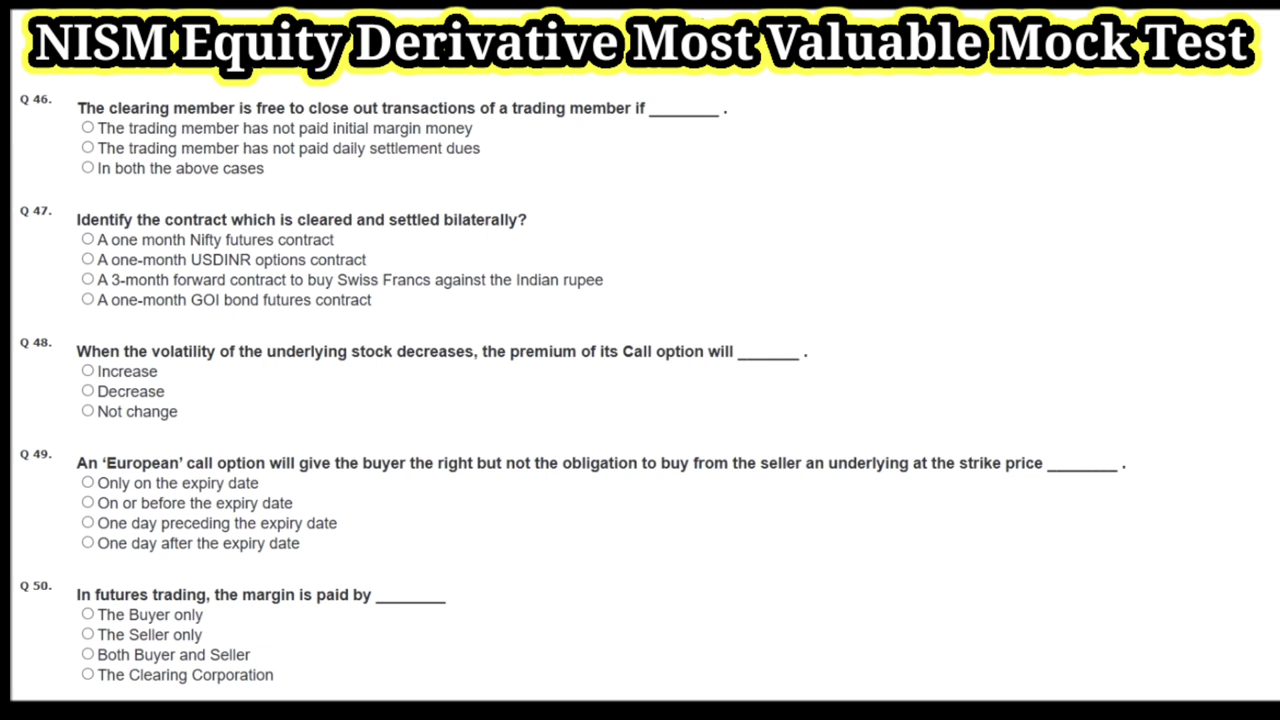 NISM Equity Derivative Most Valuable Mock Test
Q 46. The clearing member is free to close out transactions of a trading member if ________ .
The trading member has not paid initial margin money
The trading member has not paid daily settlement dues
In both the above cases
Q 47. Identify the contract which is cleared and settled bilaterally?
A one month Nifty futures contract
A one-month USDINR options contract
A 3-month forward contract to buy Swiss Francs against the Indian rupee
A one-month GOI bond futures contract
Q 48. When the volatility of the underlying stock decreases, the premium of its Call option will _______ .
Increase
Decrease
Not change
Q 49. An ‘European’ call option will give the buyer the right but not the obligation to buy from the seller an underlying at the strike price ________ .
Only on the expiry date
On or before the expiry date
One day preceding the expiry date
One day after the expiry date
Q 50. In futures trading, the margin is paid by ________
The Buyer only
The Seller only
Both Buyer and Seller
The Clearing Corporation